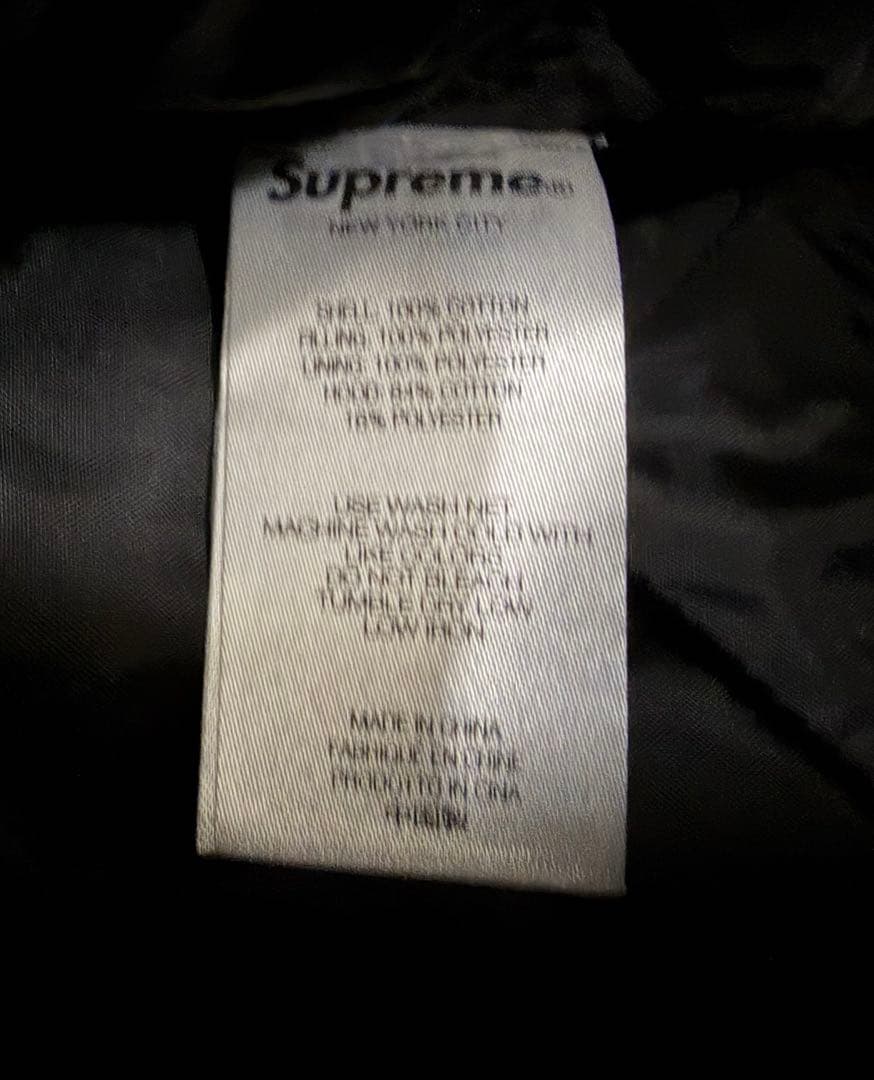 Supreme
NEW YORK CITY
SHELL: 100% COTTON
FILLING: 100% POLYESTER
LINING: 100% POLYESTER
HOOD: 84% COTTON
16% POLYESTER
USE WASH NET
MACHINE WASH COLD WITH
LIKE COLORS
DO NOT BLEACH
TUMBLE DRY LOW
LOW IRON
MADE IN CHINA
FABRIQUE EN CHINE
PRODOTTO IN CINA